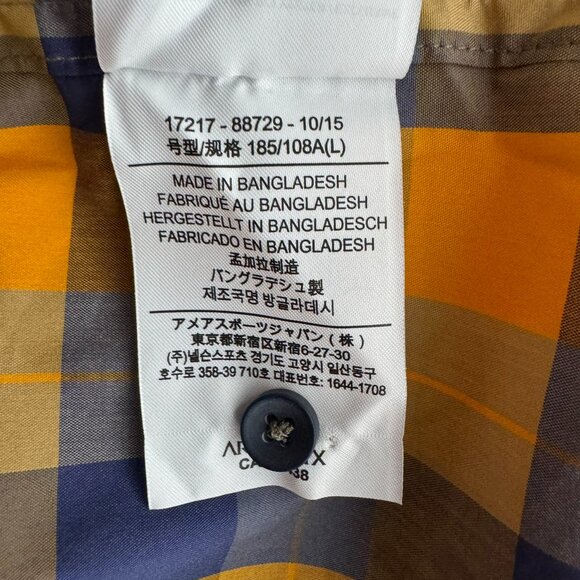 17217 - 88729 - 10/15
号型/规格 185/108A(L)
MADE IN BANGLADESH
FABRIQUÉ AU BANGLADESH
HERGESTELLT IN BANGLADESCH
FABRICADO EN BANGLADESH
孟加拉制造
バングラデシュ製
제조국명 방글라데시
アメアスポーツジャパン (株)
東京都新宿区新宿6-27-30
(주)넬슨스포츠 경기도 고양시 일산동구
호수로 358-39 710호 대표번호: 1644-1708